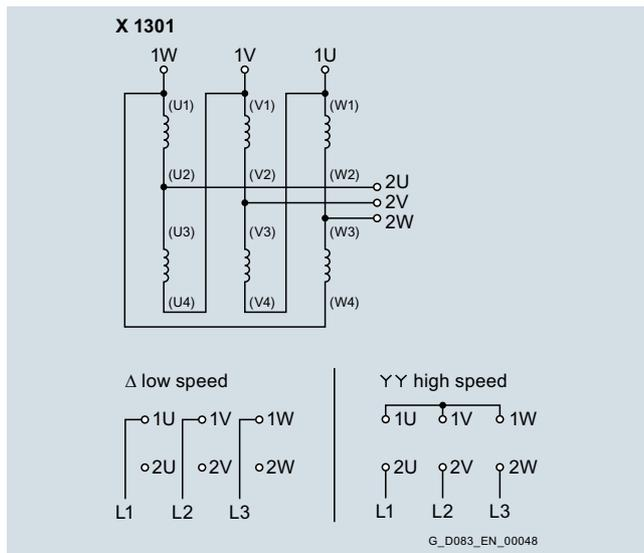 X 1301
1W 1V 1U
(U1) (V1) (W1)
(U2) (V2) (W2)
2U
2V
2W
(U3) (V3) (W3)
(U4) (V4) (W4)
Δ low speed
1U 1V 1W
2U 2V 2W
L1 L2 L3
YY high speed
1U 1V 1W
2U 2V 2W
L1 L2 L3
G_D083_EN_00048